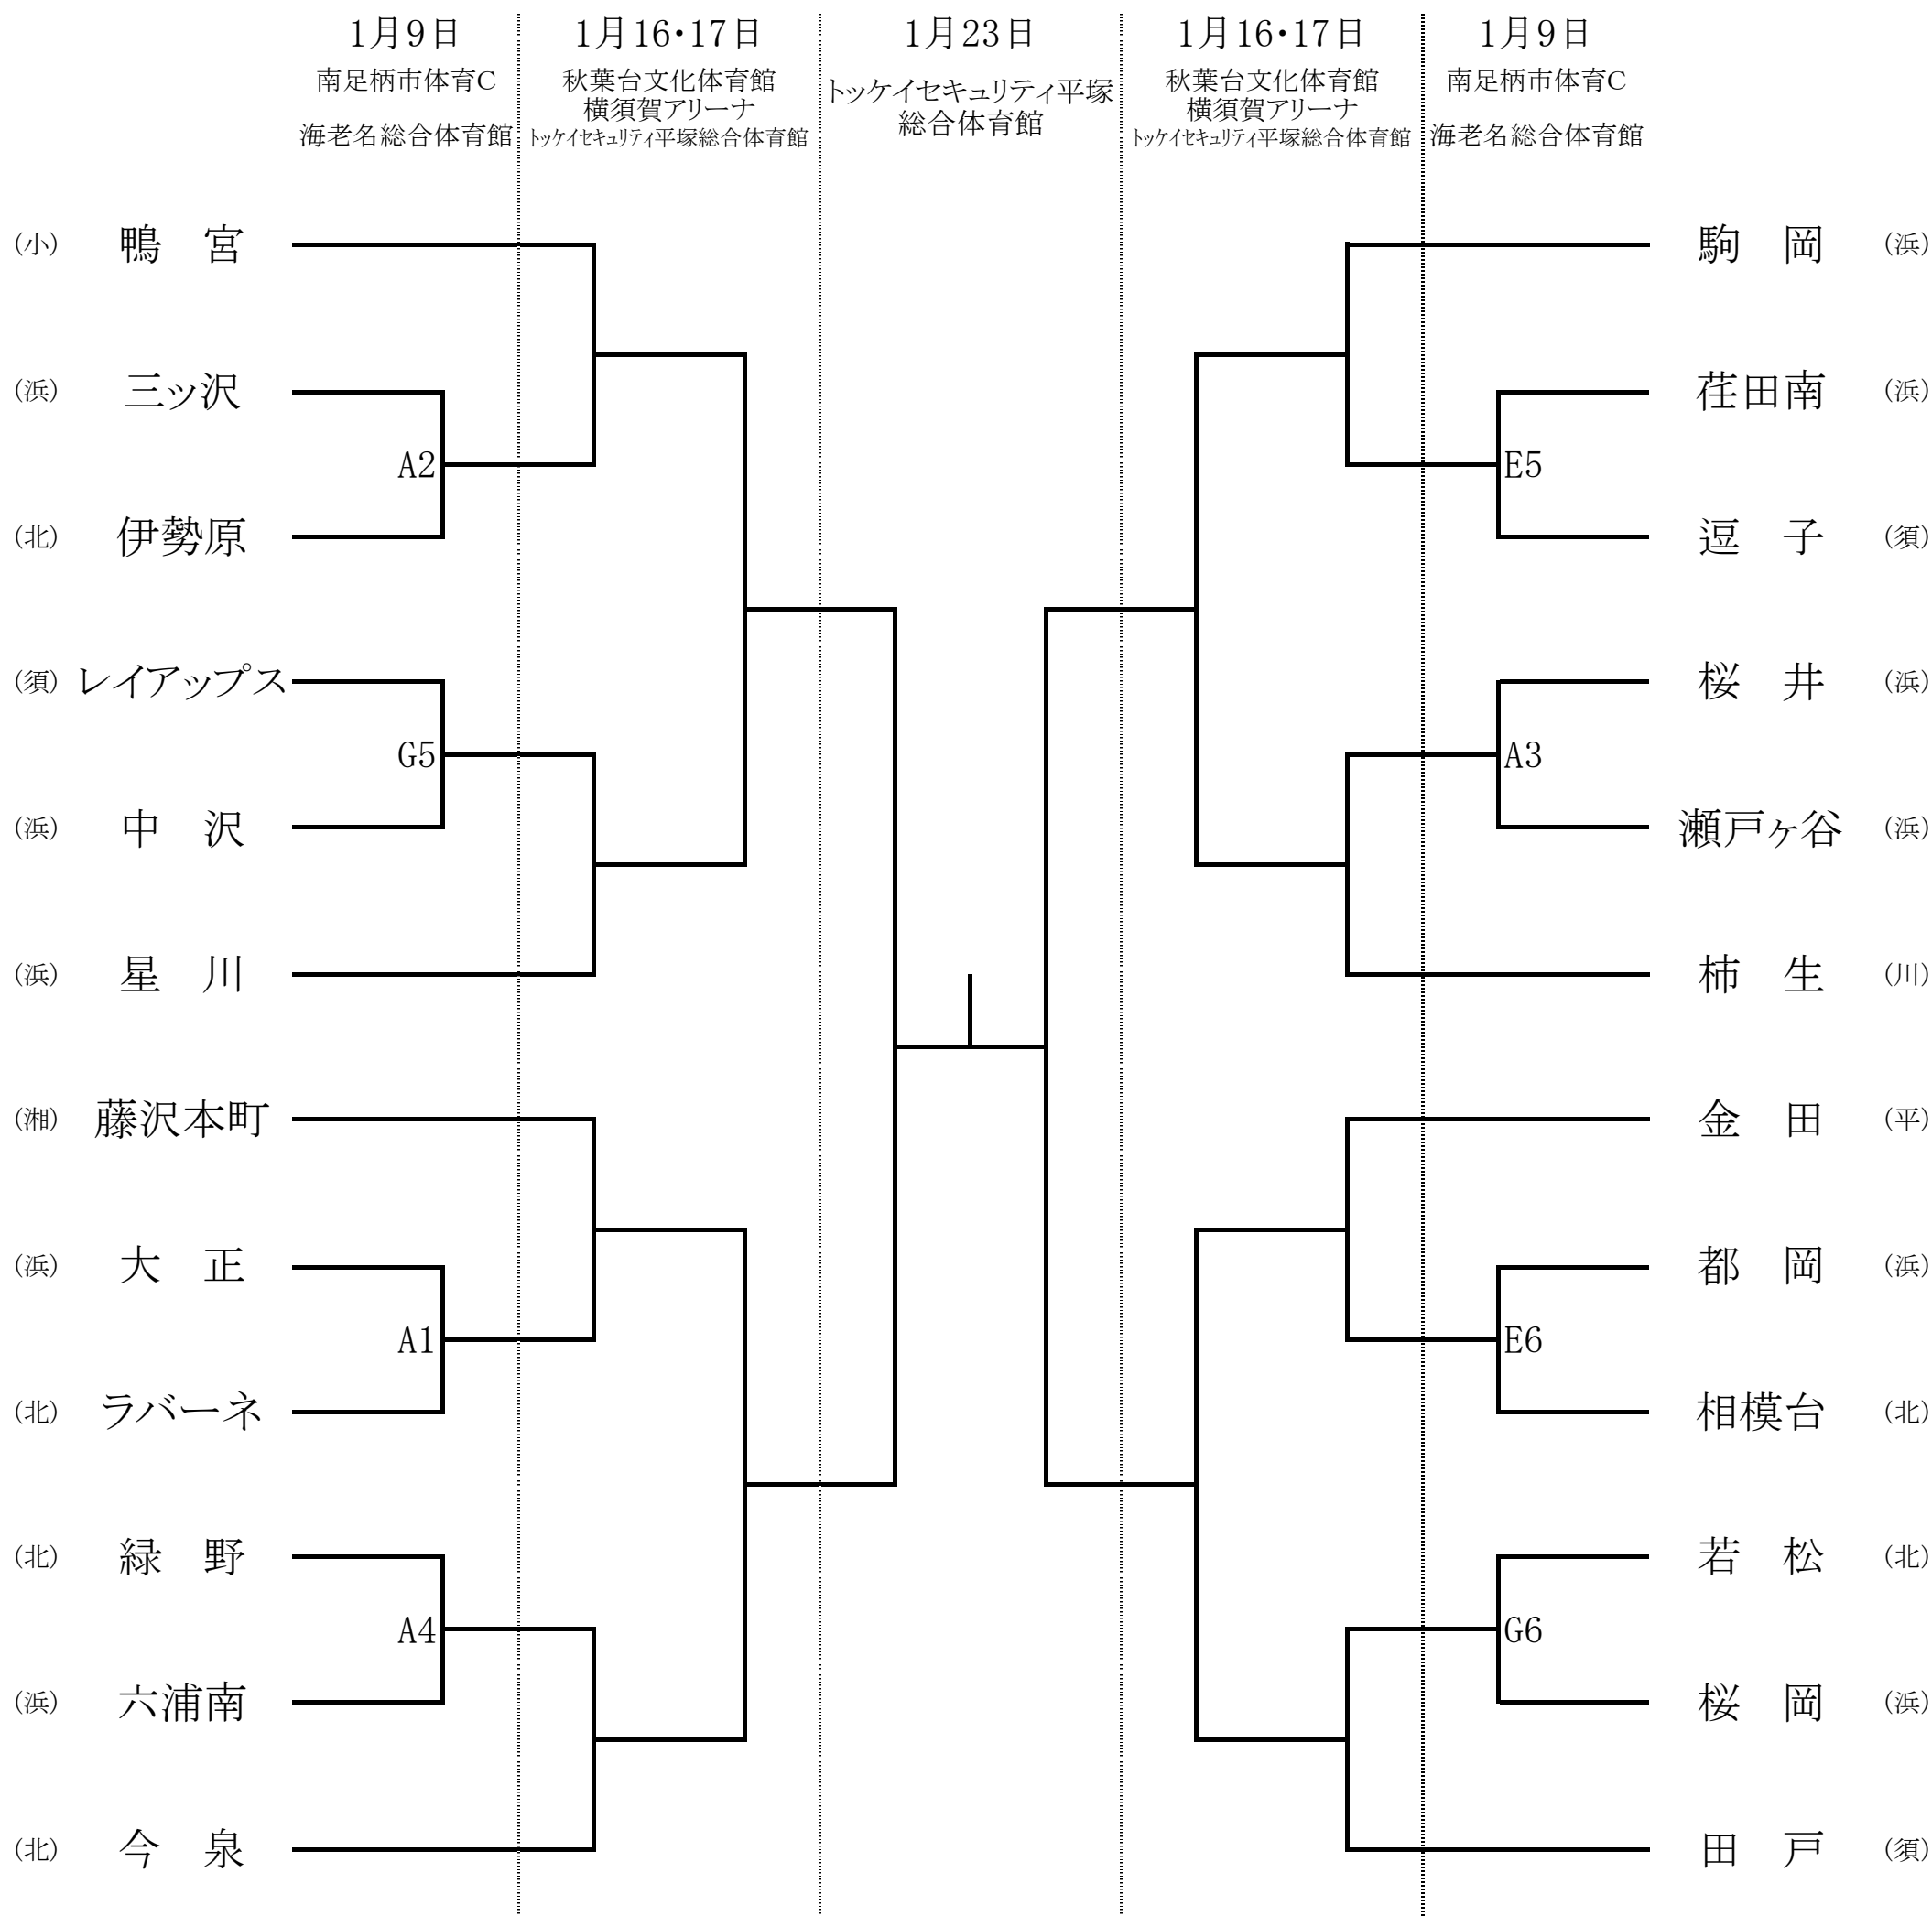 1月9日
南足柄市体育C
海老名総合体育館
1月16・17日
秋葉台文化体育館
横須賀アリーナ
トッケイセキュリティ平塚総合体育館
1月23日
トッケイセキュリティ平塚
総合体育館
1月16・17日
秋葉台文化体育館
横須賀アリーナ
トッケイセキュリティ平塚総合体育館
1月9日
南足柄市体育C
海老名総合体育館
(小) 鴨 宮
(浜) 三ッ沢
A2
(北) 伊勢原
(須) レイアップス
G5
(浜) 中 沢
(浜) 星 川
(湘) 藤沢本町
(浜) 大 正
A1
(北) ラバーネ
(北) 緑 野
A4
(浜) 六浦南
(北) 今 泉
駒 岡 (浜)
荏田南 (浜)
E5
逗 子 (須)
桜 井 (浜)
A3
瀬戸ヶ谷 (浜)
柿 生 (川)
金 田 (平)
都 岡 (浜)
E6
相模台 (北)
若 松 (北)
G6
桜 岡 (浜)
田 戸 (須)